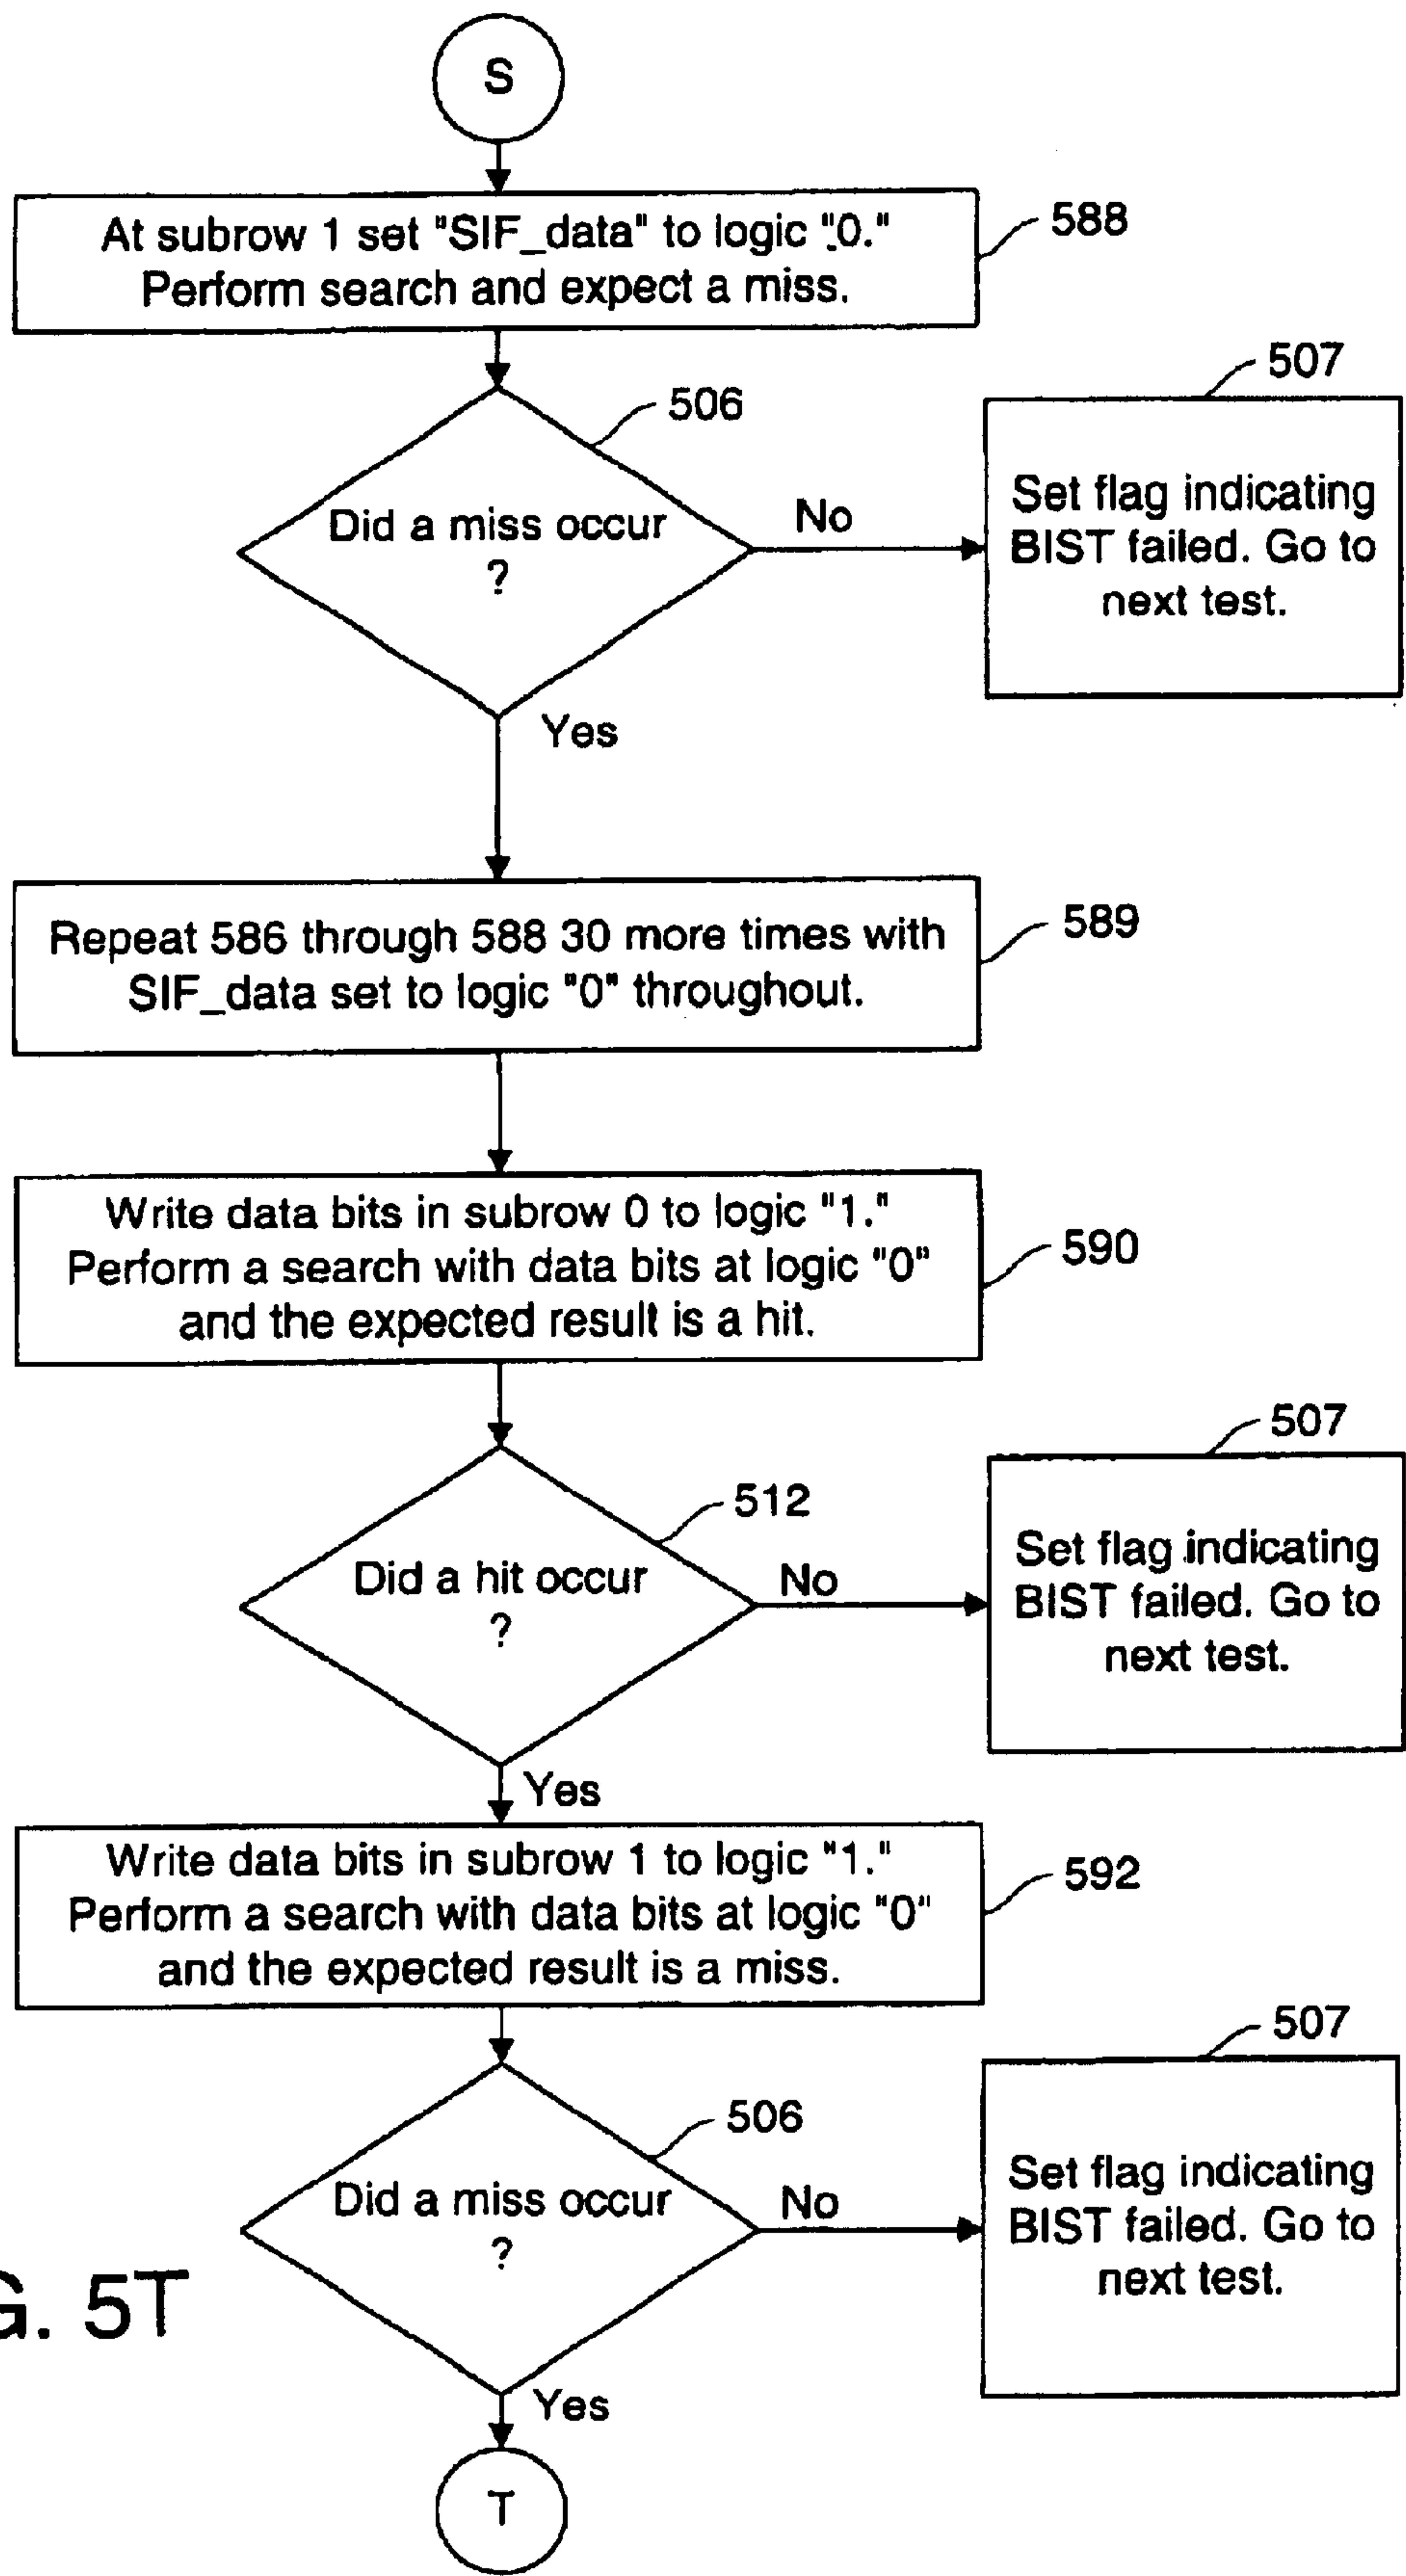 S
At subrow 1 set "SIF_data" to logic "0."
Perform search and expect a miss.
588
506
Did a miss occur
?
No
507
Set flag indicating
BIST failed. Go to
next test.
Yes
Repeat 586 through 588 30 more times with
SIF_data set to logic "0" throughout.
589
Write data bits in subrow 0 to logic "1."
Perform a search with data bits at logic "0"
and the expected result is a hit.
590
512
Did a hit occur
?
No
507
Set flag indicating
BIST failed. Go to
next test.
Yes
Write data bits in subrow 1 to logic "1."
Perform a search with data bits at logic "0"
and the expected result is a miss.
592
506
Did a miss occur
?
No
507
Set flag indicating
BIST failed. Go to
next test.
G. 5T
Yes
T